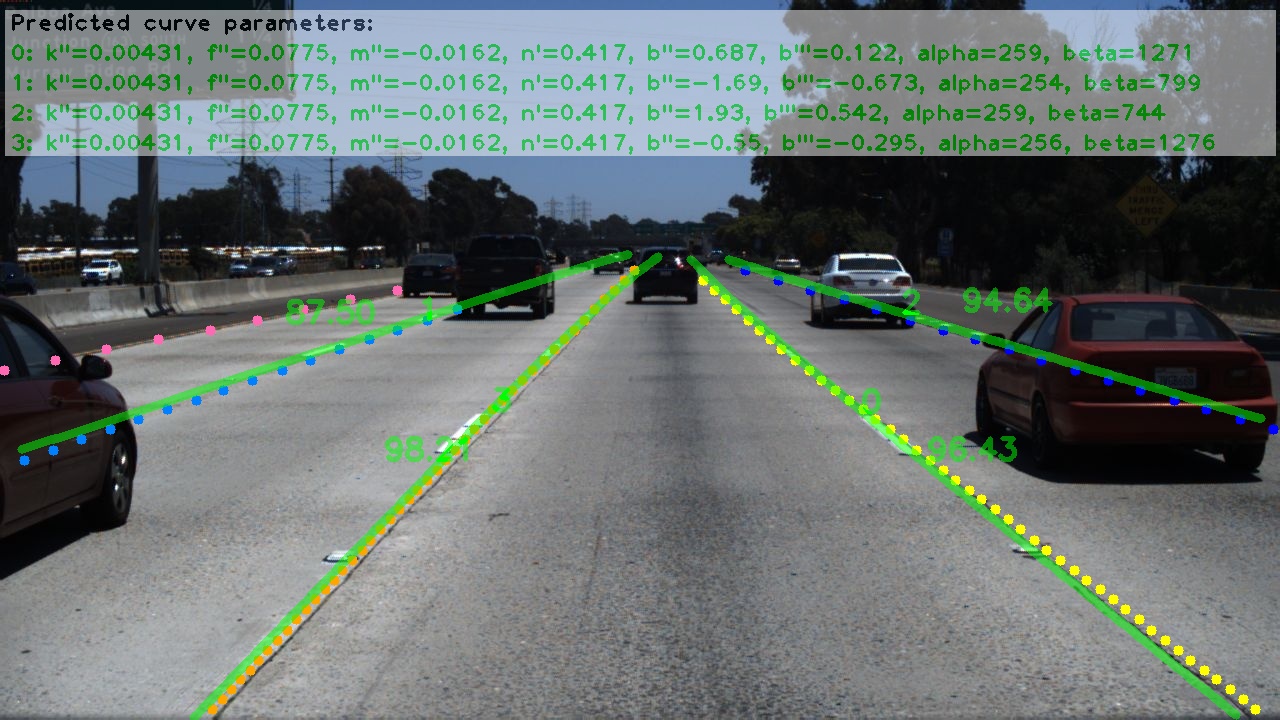 Predicted curve parameters:
0: k''=0.00431, f''=0.0775, m''=−0.0162, n'=0.417, b''=0.687, b'''=0.122, alpha=259, beta=1271
1: k''=0.00431, f''=0.0775, m''=−0.0162, n'=0.417, b''=−1.69, b'''=−0.673, alpha=254, beta=799
2: k''=0.00431, f''=0.0775, m''=−0.0162, n'=0.417, b''=1.93, b'''=0.542, alpha=259, beta=744
3: k''=0.00431, f''=0.0775, m''=−0.0162, n'=0.417, b''=−0.55, b'''=−0.295, alpha=256, beta=1276
TRAFFIC
MERGE
LEFT
87.50
1
2
94.64
3
0
98.21
96.43